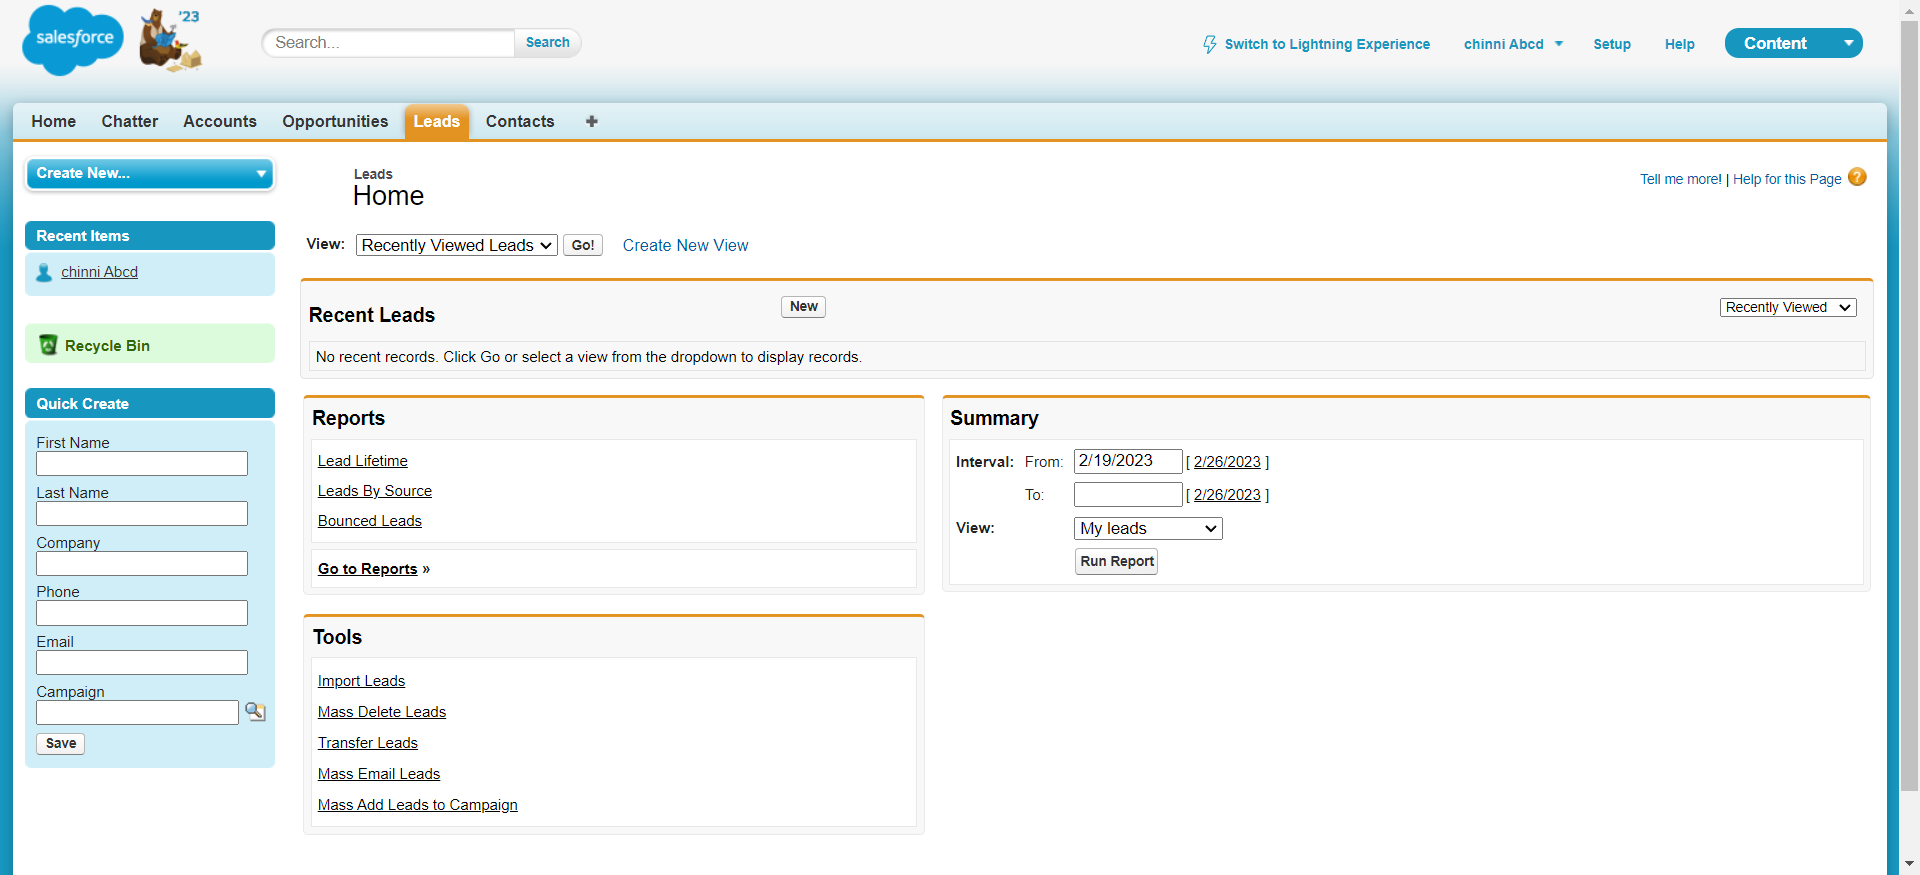 salesforce
'23
Search...
Search
Switch to Lightning Experience
chinni Abcd
Setup
Help
Content
Home
Chatter
Accounts
Opportunities
Leads
Contacts
+
Create New...
Recent Items
chinni Abcd
Recycle Bin
Quick Create
First Name
Last Name
Company
Phone
Email
Campaign
Save
Leads
Home
Tell me more! | Help for this Page ?
View: Recently Viewed Leads Go! Create New View
Recent Leads
New
Recently Viewed
No recent records. Click Go or select a view from the dropdown to display records.
Reports
Lead Lifetime
Leads By Source
Bounced Leads
Go to Reports »
Summary
Interval: From: 2/19/2023 [ 2/26/2023 ]
To: [ 2/26/2023 ]
View: My leads
Run Report
Tools
Import Leads
Mass Delete Leads
Transfer Leads
Mass Email Leads
Mass Add Leads to Campaign